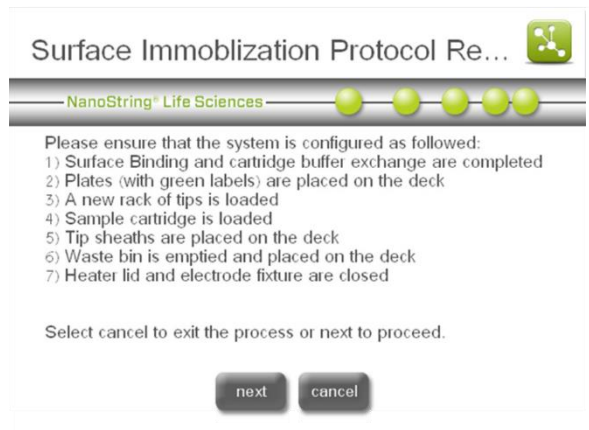 Surface Immoblization Protocol Re...
NanoString® Life Sciences
Please ensure that the system is configured as followed:
1) Surface Binding and cartridge buffer exchange are completed
2) Plates (with green labels) are placed on the deck
3) A new rack of tips is loaded
4) Sample cartridge is loaded
5) Tip sheaths are placed on the deck
6) Waste bin is emptied and placed on the deck
7) Heater lid and electrode fixture are closed
Select cancel to exit the process or next to proceed.
next cancel